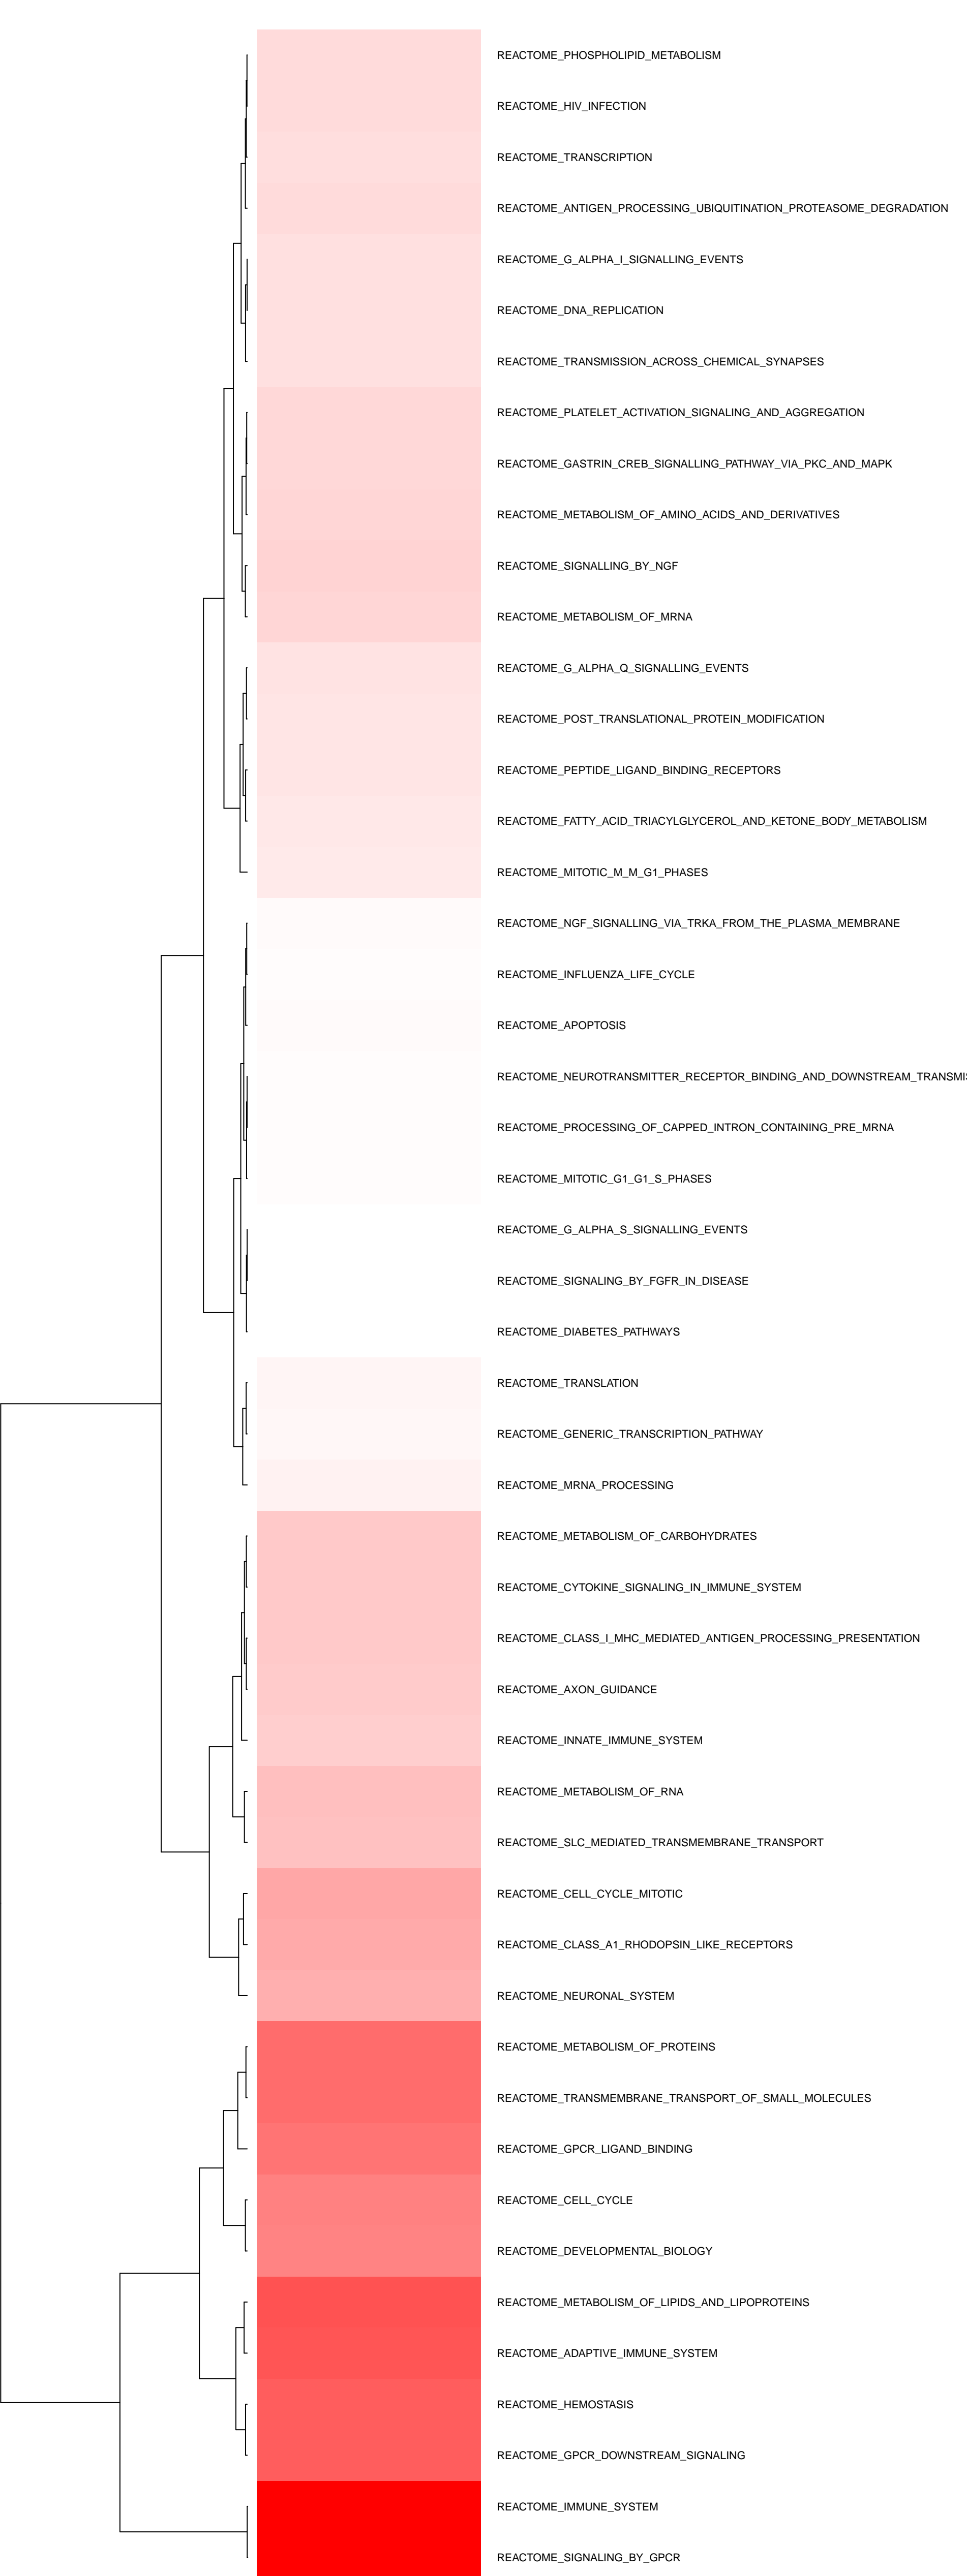 REACTOME_PHOSPHOLIPID_METABOLISM
REACTOME_HIV_INFECTION
REACTOME_TRANSCRIPTION
REACTOME_ANTIGEN_PROCESSING_UBIQUITINATION_PROTEASOME_DEGRADATION
REACTOME_G_ALPHA_I_SIGNALLING_EVENTS
REACTOME_DNA_REPLICATION
REACTOME_TRANSMISSION_ACROSS_CHEMICAL_SYNAPSES
REACTOME_PLATELET_ACTIVATION_SIGNALING_AND_AGGREGATION
REACTOME_GASTRIN_CREB_SIGNALLING_PATHWAY_VIA_PKC_AND_MAPK
REACTOME_METABOLISM_OF_AMINO_ACIDS_AND_DERIVATIVES
REACTOME_SIGNALLING_BY_NGF
REACTOME_METABOLISM_OF_MRNA
REACTOME_G_ALPHA_Q_SIGNALLING_EVENTS
REACTOME_POST_TRANSLATIONAL_PROTEIN_MODIFICATION
REACTOME_PEPTIDE_LIGAND_BINDING_RECEPTORS
REACTOME_FATTY_ACID_TRIACYLGLYCEROL_AND_KETONE_BODY_METABOLISM
REACTOME_MITOTIC_M_M_G1_PHASES
REACTOME_NGF_SIGNALLING_VIA_TRKA_FROM_THE_PLASMA_MEMBRANE
REACTOME_INFLUENZA_LIFE_CYCLE
REACTOME_APOPTOSIS
REACTOME_NEUROTRANSMITTER_RECEPTOR_BINDING_AND_DOWNSTREAM_TRANSMIS
REACTOME_PROCESSING_OF_CAPPED_INTRON_CONTAINING_PRE_MRNA
REACTOME_MITOTIC_G1_G1_S_PHASES
REACTOME_G_ALPHA_S_SIGNALLING_EVENTS
REACTOME_SIGNALING_BY_FGFR_IN_DISEASE
REACTOME_DIABETES_PATHWAYS
REACTOME_TRANSLATION
REACTOME_GENERIC_TRANSCRIPTION_PATHWAY
REACTOME_MRNA_PROCESSING
REACTOME_METABOLISM_OF_CARBOHYDRATES
REACTOME_CYTOKINE_SIGNALING_IN_IMMUNE_SYSTEM
REACTOME_CLASS_I_MHC_MEDIATED_ANTIGEN_PROCESSING_PRESENTATION
REACTOME_AXON_GUIDANCE
REACTOME_INNATE_IMMUNE_SYSTEM
REACTOME_METABOLISM_OF_RNA
REACTOME_SLC_MEDIATED_TRANSMEMBRANE_TRANSPORT
REACTOME_CELL_CYCLE_MITOTIC
REACTOME_CLASS_A1_RHODOPSIN_LIKE_RECEPTORS
REACTOME_NEURONAL_SYSTEM
REACTOME_METABOLISM_OF_PROTEINS
REACTOME_TRANSMEMBRANE_TRANSPORT_OF_SMALL_MOLECULES
REACTOME_GPCR_LIGAND_BINDING
REACTOME_CELL_CYCLE
REACTOME_DEVELOPMENTAL_BIOLOGY
REACTOME_METABOLISM_OF_LIPIDS_AND_LIPOPROTEINS
REACTOME_ADAPTIVE_IMMUNE_SYSTEM
REACTOME_HEMOSTASIS
REACTOME_GPCR_DOWNSTREAM_SIGNALING
REACTOME_IMMUNE_SYSTEM
REACTOME_SIGNALING_BY_GPCR